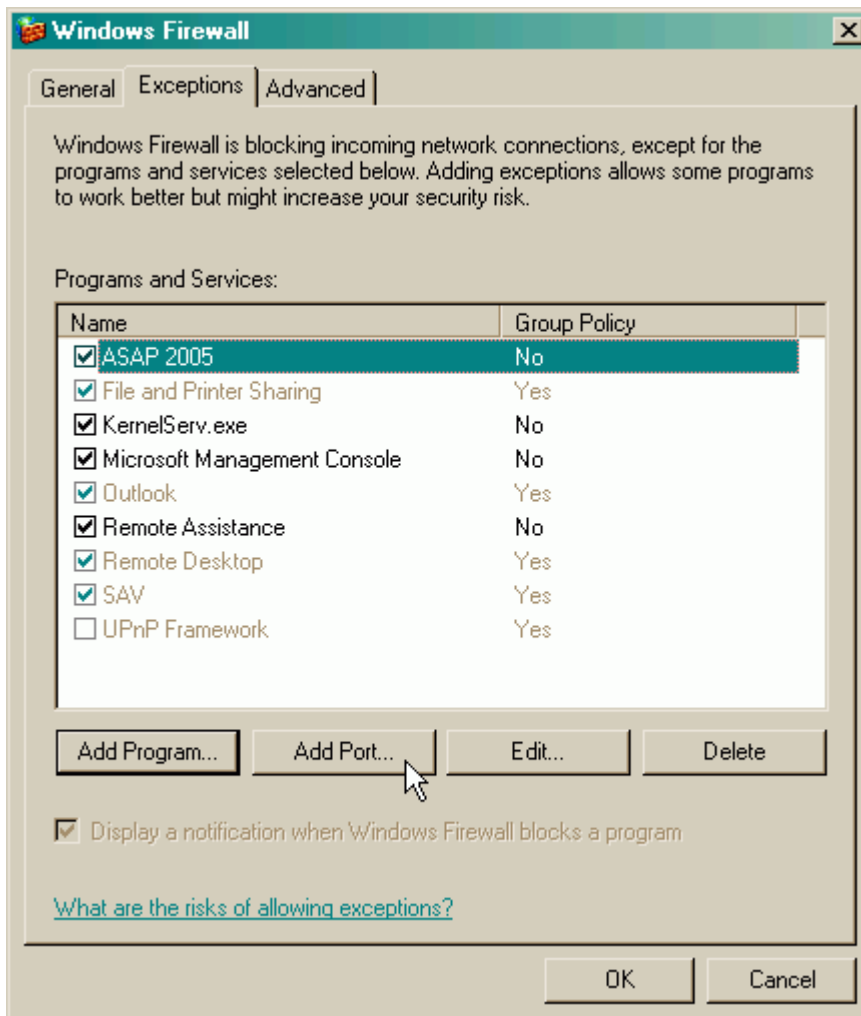 Windows Firewall
General Exceptions Advanced
Windows Firewall is blocking incoming network connections, except for the
programs and services selected below. Adding exceptions allows some programs
to work better but might increase your security risk.
Programs and Services:
Name Group Policy
ASAP 2005 No
File and Printer Sharing Yes
KernelServ.exe No
Microsoft Management Console No
Outlook Yes
Remote Assistance No
Remote Desktop Yes
SAV Yes
UPnP Framework Yes
Add Program... Add Port... Edit... Delete
Display a notification when Windows Firewall blocks a program
What are the risks of allowing exceptions?
OK Cancel